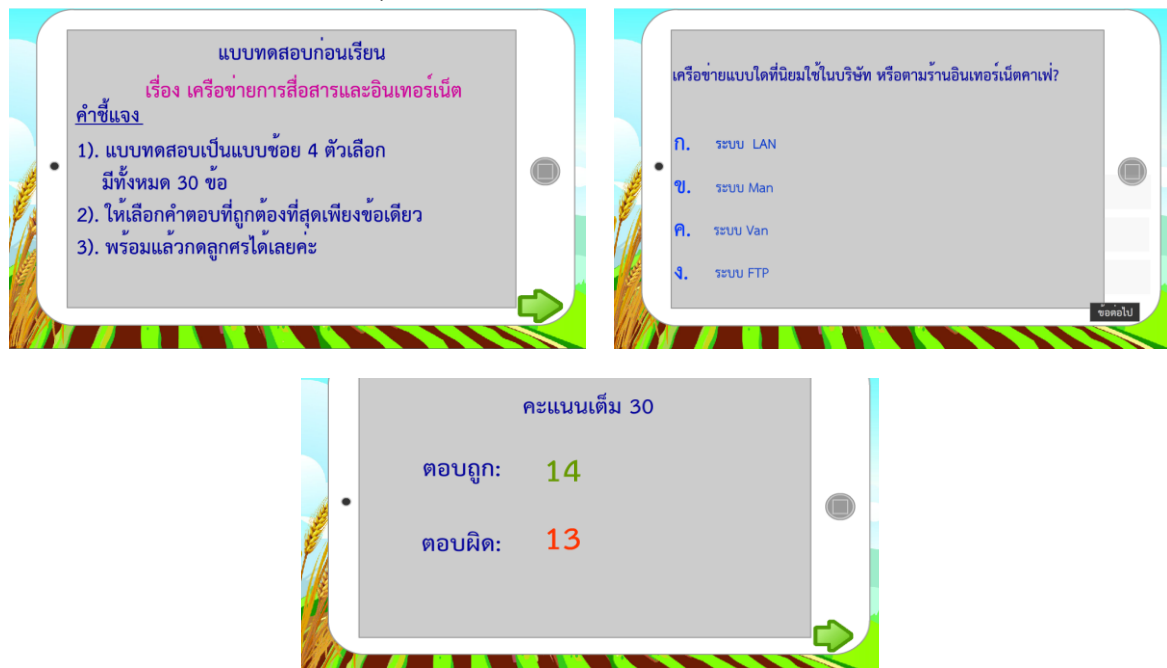 แบบทดสอบก่อนเรียน
เรื่อง เครือข่ายการสื่อสารและอินเทอร์เน็ต
คำชี้แจง
1). แบบทดสอบเป็นแบบช้อย 4 ตัวเลือก
มีทั้งหมด 30 ข้อ
2). ให้เลือกคำตอบที่ถูกต้องที่สุดเพียงข้อเดียว
3). พร้อมแล้วกดลูกศรได้เลยค่ะ
เครือข่ายแบบใดที่นิยมใช้ในบริษัท หรือตามร้านอินเทอร์เน็ตคาเฟ่?
ก. ระบบ LAN
ข. ระบบ Man
ค. ระบบ Van
ง. ระบบ FTP
ข้อต่อไป
คะแนนเต็ม 30
ตอบถูก: 14
ตอบผิด: 13